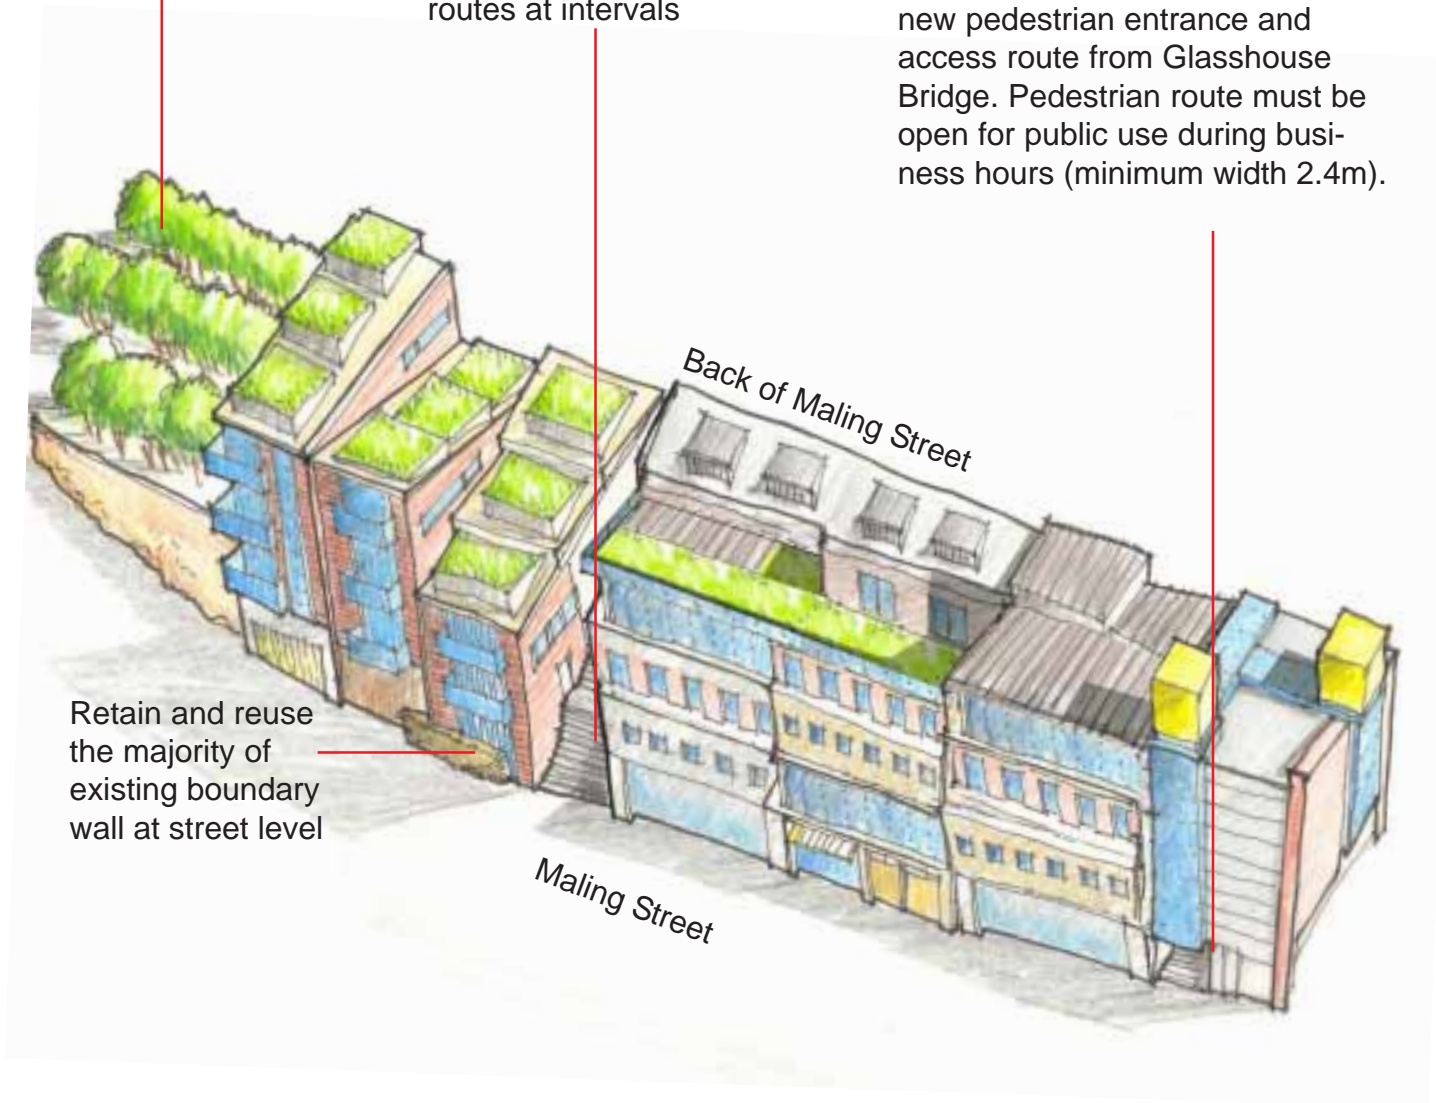 routes at intervals
new pedestrian entrance and
access route from Glasshouse
Bridge. Pedestrian route must be
open for public use during busi-
ness hours (minimum width 2.4m).
Back of Maling Street
Retain and reuse
the majority of
existing boundary
wall at street level
Maling Street